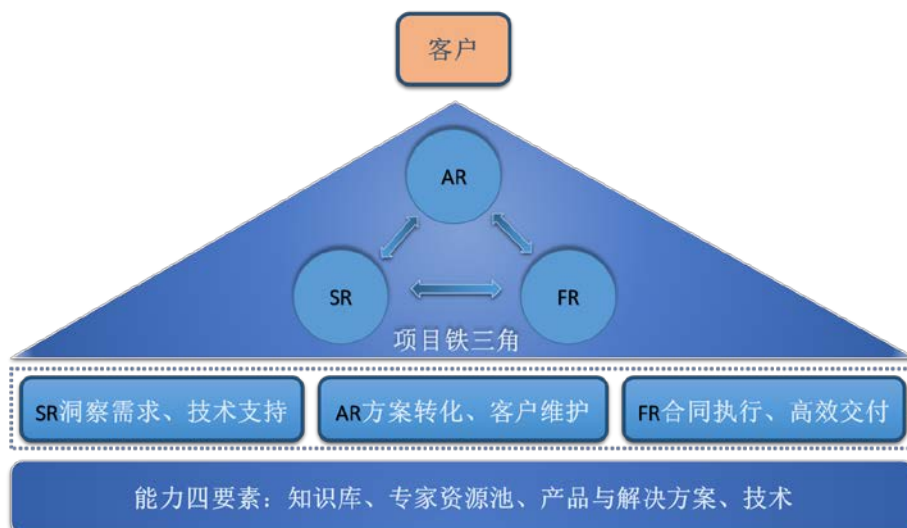 客户
AR
SR
FR
项目铁三角
SR洞察需求、技术支持
AR方案转化、客户维护
FR合同执行、高效交付
能力四要素：知识库、专家资源池、产品与解决方案、技术